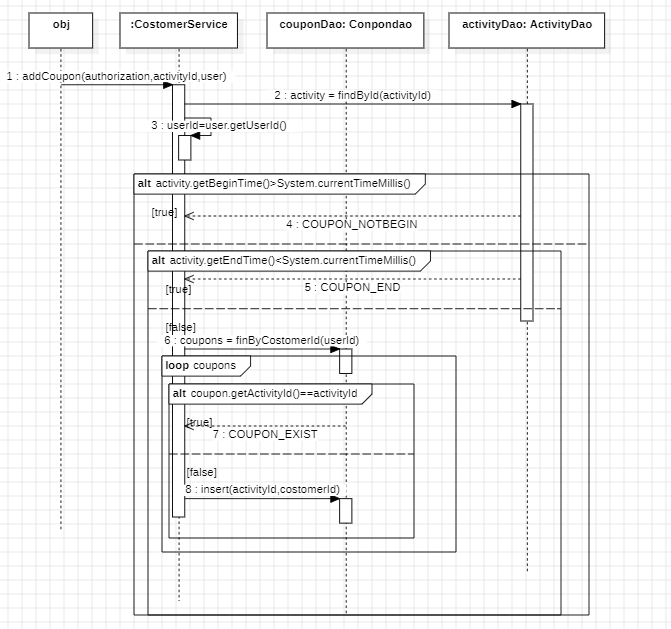 obj
:CostomerService
couponDao: Conpondao
activityDao: ActivityDao
1 : addCoupon(authorization,activityId,user)
2 : activity = findById(activityId)
3 : userId=user.getUserId()
alt activity.getBeginTime()>System.currentTimeMillis()
[true]
4 : COUPON_NOTBEGIN
alt activity.getEndTime()<System.currentTimeMillis()
[true]
5 : COUPON_END
[false]
6 : coupons = finByCostomerId(userId)
loop coupons
alt coupon.getActivityId()==activityId
[true]
7 : COUPON_EXIST
[false]
8 : insert(activityId,costomerId)